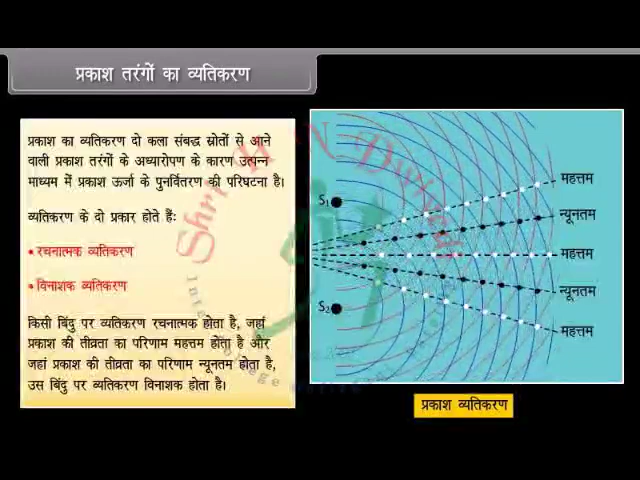 प्रकाश तरंगों का व्यतिकरण
प्रकाश का व्यतिकरण दो कला संबद्ध स्रोतों से आने
वाली प्रकाश तरंगों के अध्यारोपण के कारण उत्पन्न
माध्यम में प्रकाश ऊर्जा के पुनर्वितरण की परिघटना है।
व्यतिकरण के दो प्रकार होते हैं:
• रचनात्मक व्यतिकरण
• विनाशक व्यतिकरण
किसी बिंदु पर व्यतिकरण रचनात्मक होता है, जहां
प्रकाश की तीव्रता का परिणाम महत्तम होता है और
जहां प्रकाश की तीव्रता का परिणाम न्यूनतम होता है,
उस बिंदु पर व्यतिकरण विनाशक होता है।
S₁
S₂
महत्तम
न्यूनतम
महत्तम
न्यूनतम
महत्तम
प्रकाश व्यतिकरण
Shri H N Dwivedi